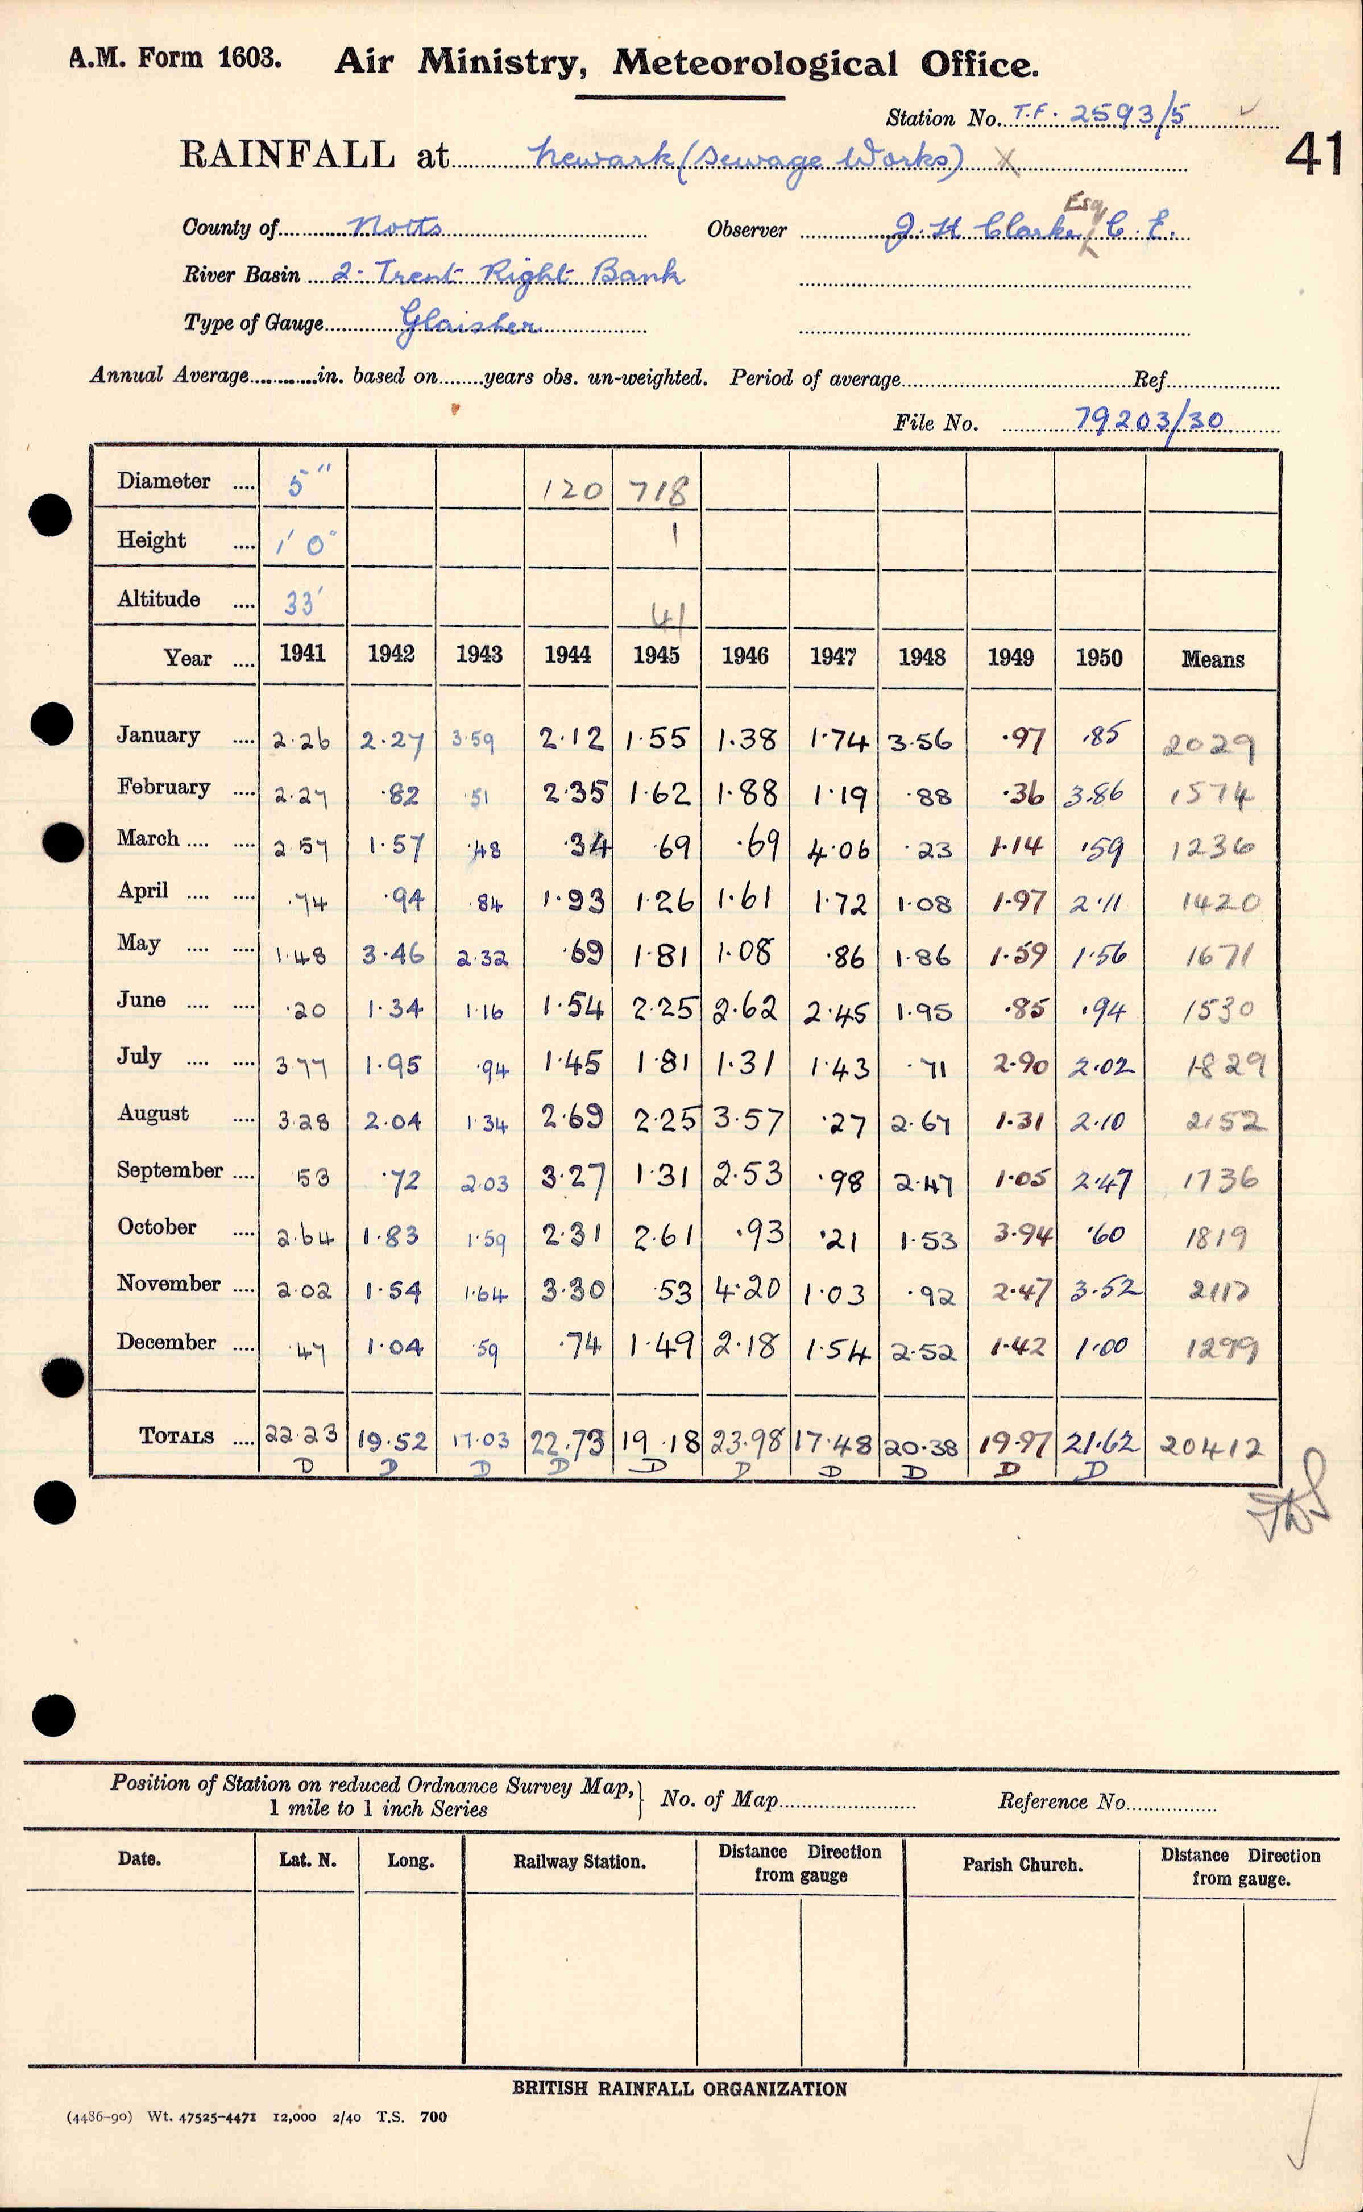 A.M. Form 1603. Air Ministry, Meteorological Office.
Station No. T.F. 2593/5
RAINFALL at Newark (Sewage Works) X 41
Esq
County of Notts Observer J. H Clarke, C. E.
River Basin 2. Trent Right Bank
Type of Gauge Glaisher
Annual Average in. based on years obs. un-weighted. Period of average Ref
File No. 79203/30
Diameter .... 5" 120 718
Height .... 1' 0" 1
Altitude .... 33' 41
Year .... 1941 1942 1943 1944 1945 1946 1947 1948 1949 1950 Means
January .... 2.26 2.27 3.59 2.12 1.55 1.38 1.74 3.56 .97 .85 2029
February .... 2.27 .82 .51 2.35 1.62 1.88 1.19 .88 .36 3.86 1574
March .... .... 2.57 1.57 .48 .34 .69 .69 4.06 .23 1.14 .59 1236
April .... .... .74 .94 .84 1.93 1.26 1.61 1.72 1.08 1.97 2.11 1420
May .... .... 1.48 3.46 2.32 .69 1.81 1.08 .86 1.86 1.59 1.56 1671
June .... .... .20 1.34 1.16 1.54 2.25 2.62 2.45 1.95 .85 .94 1530
July .... .... 3.77 1.95 .94 1.45 1.81 1.31 1.43 .71 2.90 2.02 1829
August .... 3.28 2.04 1.34 2.69 2.25 3.57 .27 2.67 1.31 2.10 2152
September .... 53 .72 2.03 3.27 1.31 2.53 .98 2.47 1.05 2.47 1736
October .... 2.64 1.83 1.59 2.31 2.61 .93 .21 1.53 3.94 .60 1819
November .... 2.02 1.54 1.64 3.30 .53 4.20 1.03 .92 2.47 3.52 2117
December .... .47 1.04 .59 .74 1.49 2.18 1.54 2.52 1.42 1.00 1299
TOTALS .... 22.23 19.52 17.03 22.73 19.18 23.98 17.48 20.38 19.97 21.62 20412
D D D D D D D D D D
Position of Station on reduced Ordnance Survey Map, } No. of Map Reference No.
1 mile to 1 inch Series
Date. Lat. N. Long. Railway Station. Distance Direction from gauge Parish Church. Distance Direction from gauge.
BRITISH RAINFALL ORGANIZATION
(4486-90) Wt. 47525-4471 12,000 2/40 T.S. 700